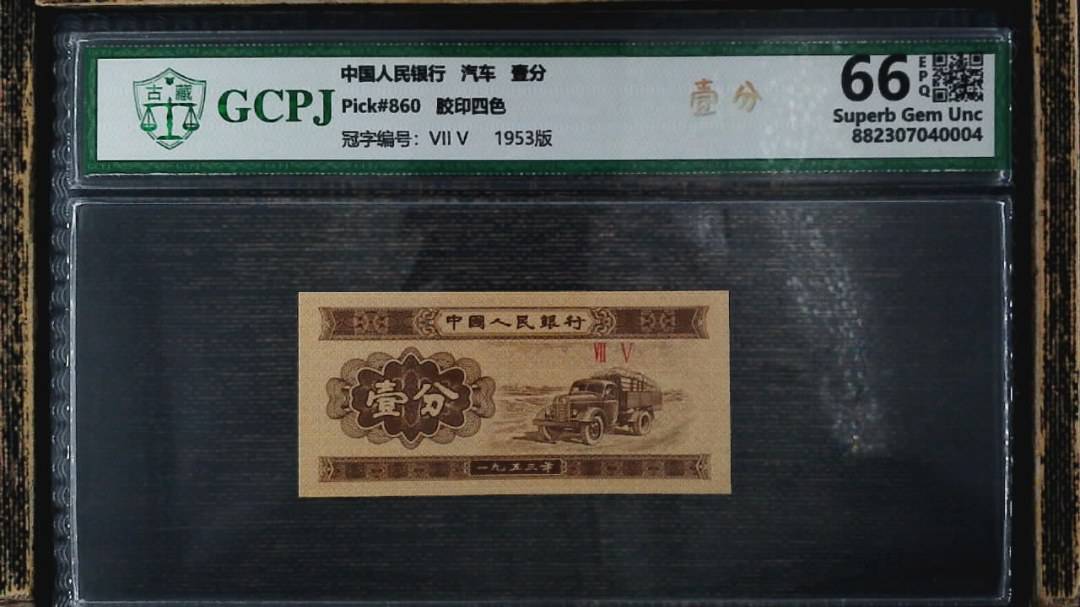 中国人民银行 汽车 壹分
古藏
GCPJ
Pick#860 胶印四色
冠字编号：VII V 1953版
壹分
66 EPQ
Superb Gem Unc
882307040004
中國人民銀行
VII V
壹分
一九五三年